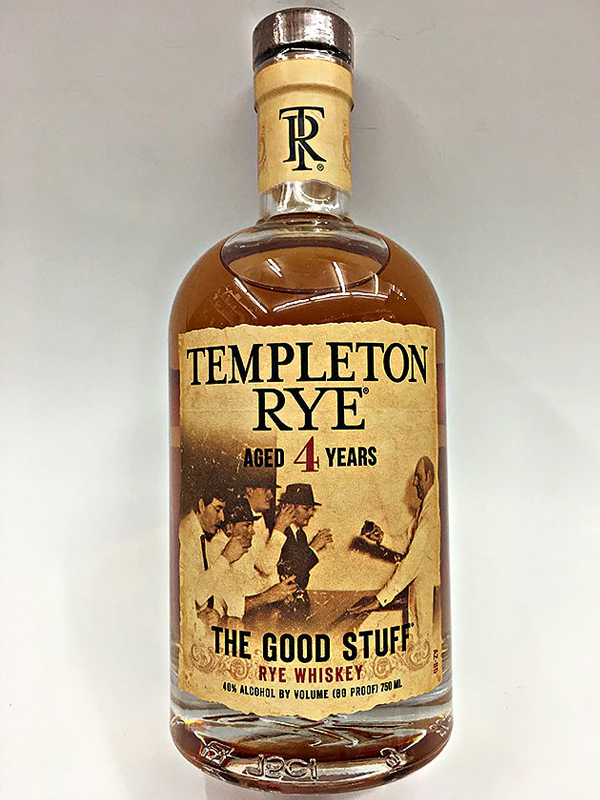 TR®
TEMPLETON
RYE®
AGED 4 YEARS
THE GOOD STUFF®
RYE WHISKEY
40% ALCOHOL BY VOLUME (80 PROOF) 750 ML